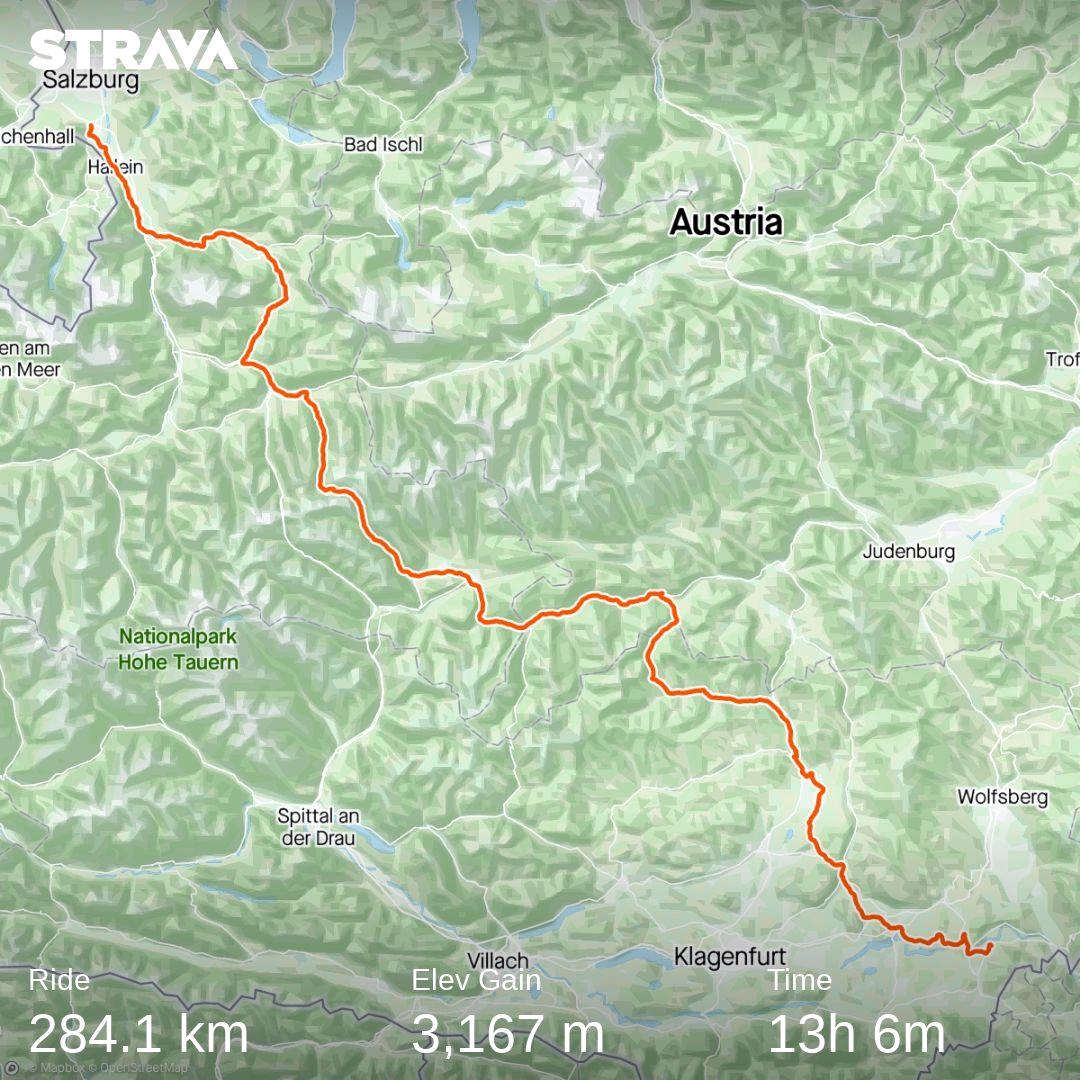 STRAVA
Salzburg
chenhall
Hallein
Bad Ischl
Austria
en am
n Meer
Trof
Judenburg
Nationalpark
Hohe Tauern
Wolfsberg
Spittal an
der Drau
Villach
Klagenfurt
Ride
Elev Gain
Time
284.1 km
3,167 m
13h 6m
© Mapbox © OpenStreetMap